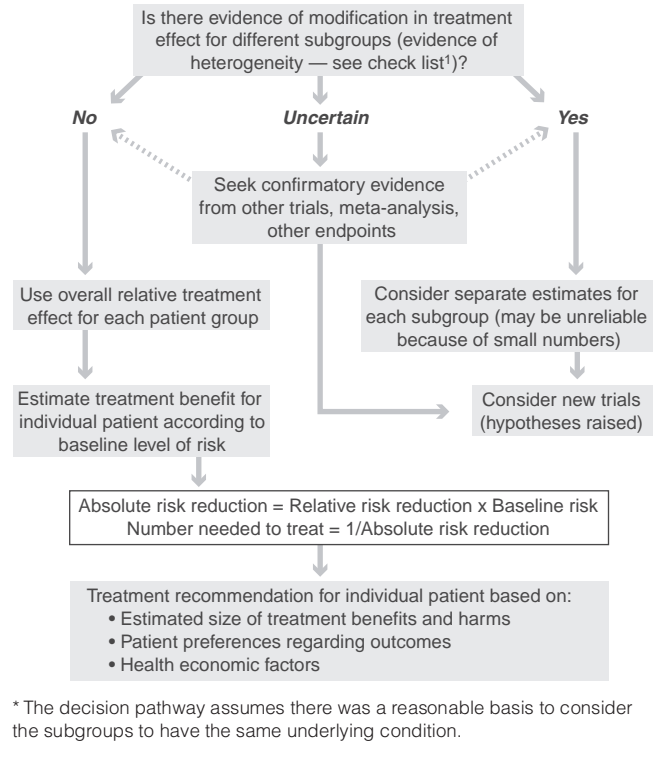 Is there evidence of modification in treatment
effect for different subgroups (evidence of
heterogeneity — see check list¹)?
No
Uncertain
Yes
Seek confirmatory evidence
from other trials, meta-analysis,
other endpoints
Use overall relative treatment
effect for each patient group
Consider separate estimates for
each subgroup (may be unreliable
because of small numbers)
Estimate treatment benefit for
individual patient according to
baseline level of risk
Consider new trials
(hypotheses raised)
Absolute risk reduction = Relative risk reduction x Baseline risk
Number needed to treat = 1/Absolute risk reduction
Treatment recommendation for individual patient based on:
• Estimated size of treatment benefits and harms
• Patient preferences regarding outcomes
• Health economic factors
* The decision pathway assumes there was a reasonable basis to consider
the subgroups to have the same underlying condition.